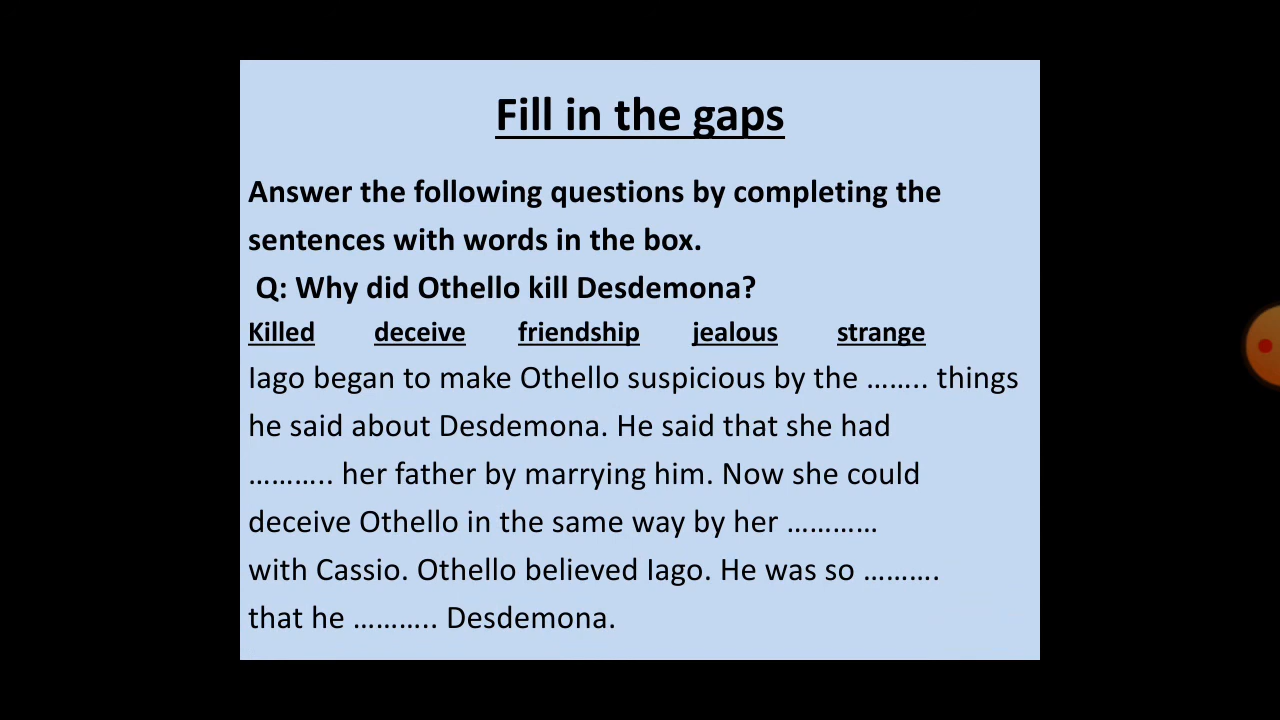 Fill in the gaps
Answer the following questions by completing the
sentences with words in the box.
Q: Why did Othello kill Desdemona?
Killed deceive friendship jealous strange
Iago began to make Othello suspicious by the …….. things
he said about Desdemona. He said that she had
……….. her father by marrying him. Now she could
deceive Othello in the same way by her …………
with Cassio. Othello believed Iago. He was so ……….
that he ……….. Desdemona.